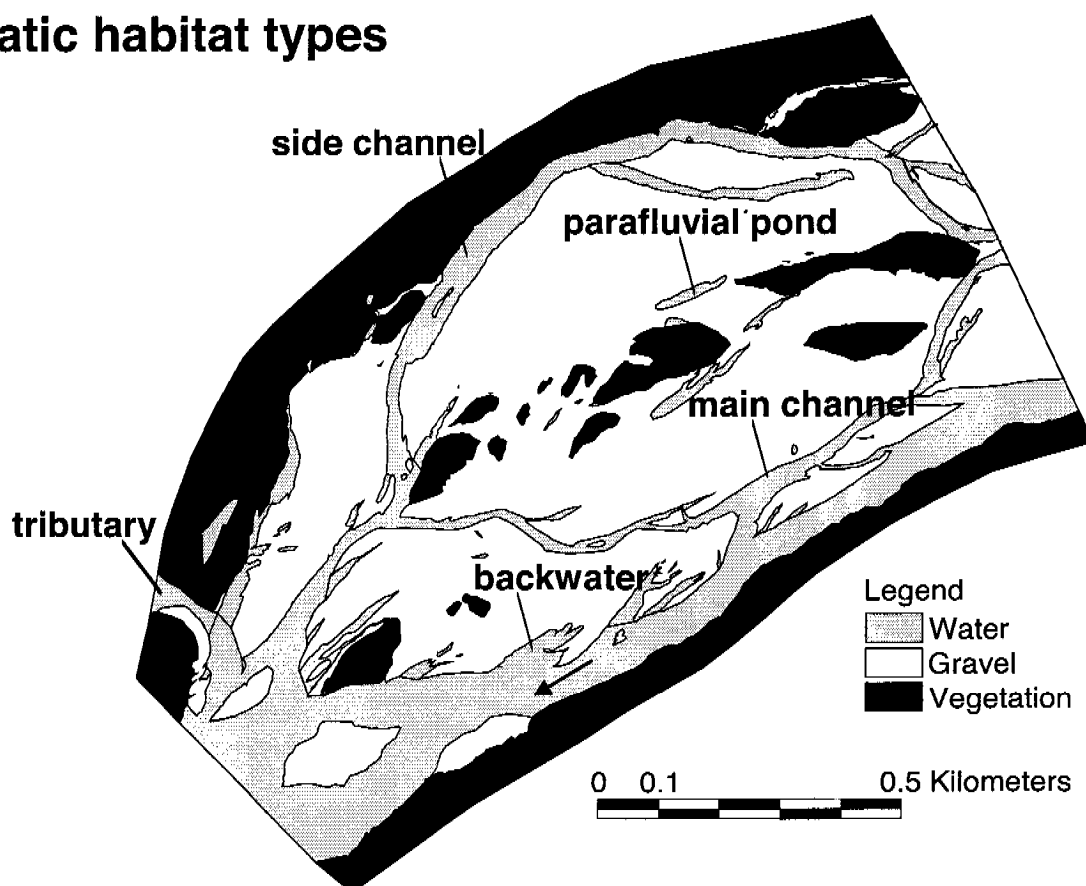 atic habitat types
side channel
parafluvial pond
main channel
tributary
backwater
Legend
Water
Gravel
Vegetation
0 0.1 0.5 Kilometers